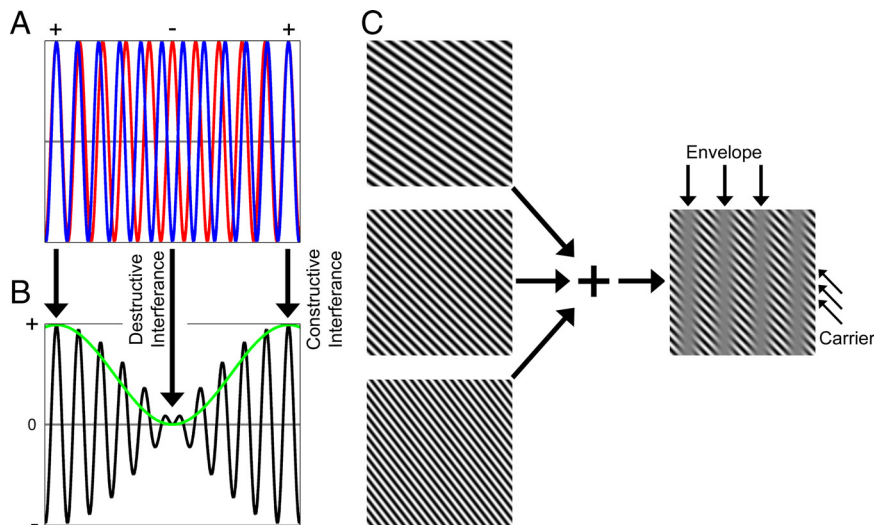 A
+ - +
Destructive
Interferance
Constructive
Interferance
B
+
0
-
C
+
Envelope
Carrier